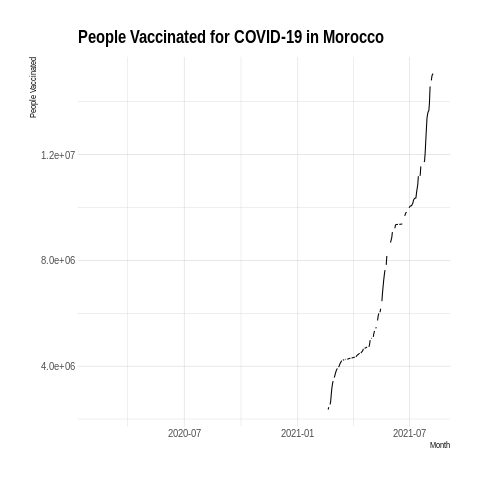 People Vaccinated for COVID-19 in Morocco
People Vaccinated
1.2e+07
8.0e+06
4.0e+06
2020-07 2021-01 2021-07
Month